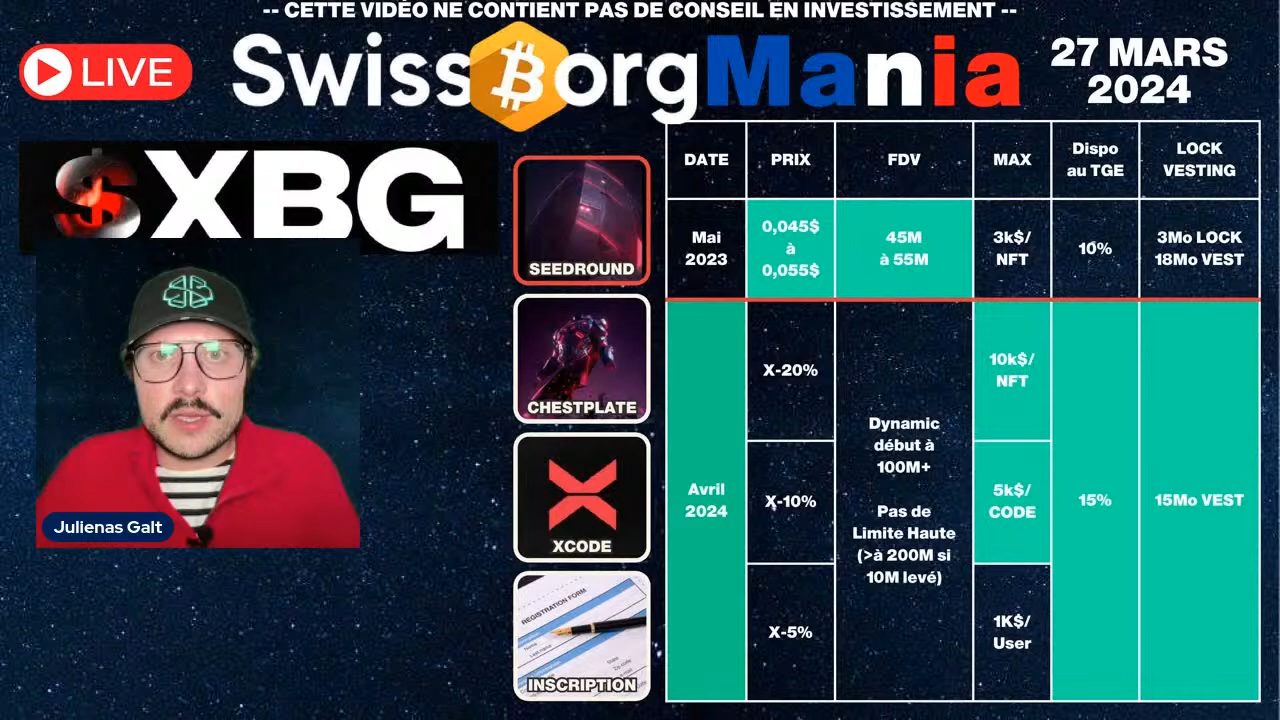 -- CETTE VIDÉO NE CONTIENT PAS DE CONSEIL EN INVESTISSEMENT --
LIVE
SwissBorgMania
27 MARS
2024
$XBG
Julienas Galt
SEEDROUND
CHESTPLATE
XCODE
REGISTRATION FORM
INSCRIPTION
DATE
PRIX
FDV
MAX
Dispo
au TGE
LOCK
VESTING
Mai
2023
0,045$
à
0,055$
45M
à 55M
3k$/
NFT
10%
3Mo LOCK
18Mo VEST
Avril
2024
X-20%
X-10%
X-5%
Dynamic
début à
100M+
Pas de
Limite Haute
(>à 200M si
10M levé)
10k$/
NFT
5k$/
CODE
1K$/
User
15%
15Mo VEST